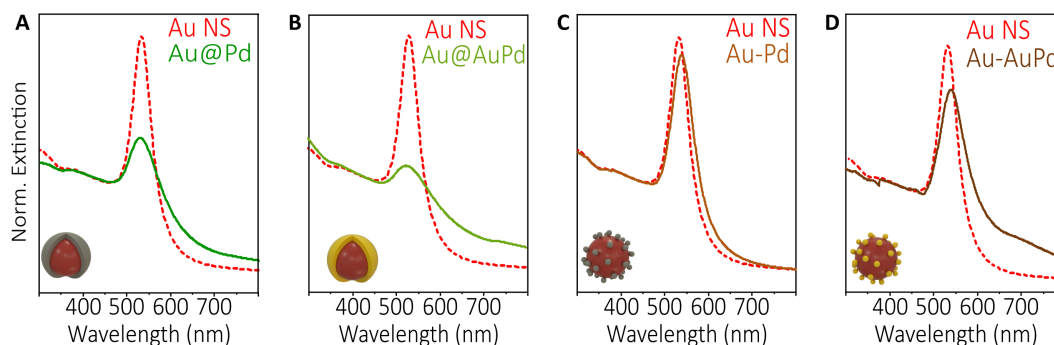 A
Au NS
Au@Pd
Norm. Extinction
400 500 600 700
Wavelength (nm)
B
Au NS
Au@AuPd
400 500 600 700
Wavelength (nm)
C
Au NS
Au-Pd
400 500 600 700
Wavelength (nm)
D
Au NS
Au-AuPd
400 500 600 700
Wavelength (nm)